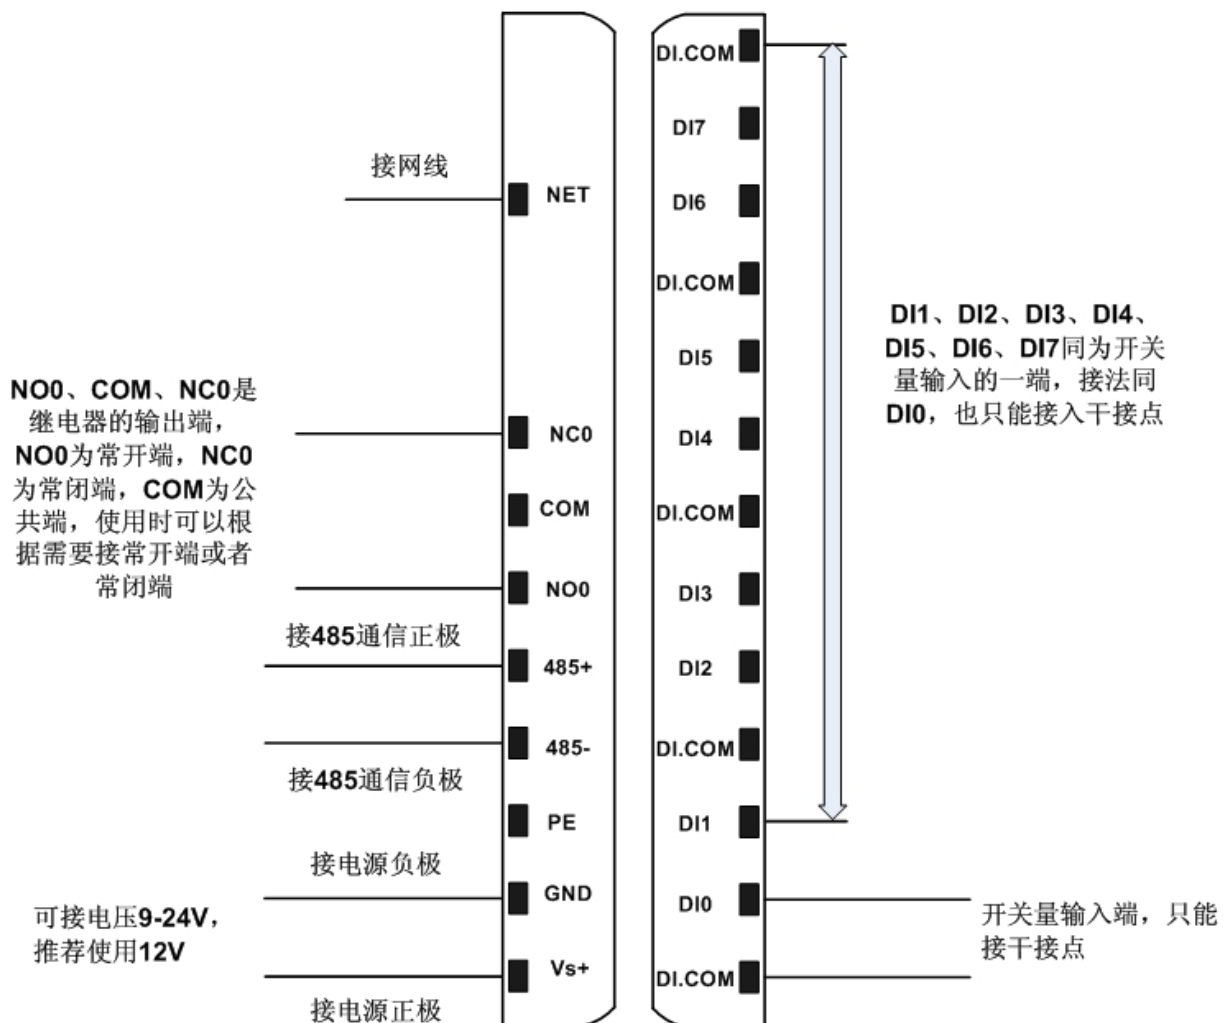 接网线
NO0、COM、NC0是
继电器的输出端，
NO0为常开端，NC0
为常闭端，COM为公
共端，使用时可以根
据需要接常开端或者
常闭端
接485通信正极
接485通信负极
接电源负极
可接电压9-24V，
推荐使用12V
接电源正极
NET
NC0
COM
NO0
485+
485-
PE
GND
Vs+
DI.COM
DI7
DI6
DI.COM
DI5
DI4
DI.COM
DI3
DI2
DI.COM
DI1
DI0
DI.COM
DI1、DI2、DI3、DI4、
DI5、DI6、DI7同为开关
量输入的一端，接法同
DI0，也只能接入干接点
开关量输入端，只能
接干接点